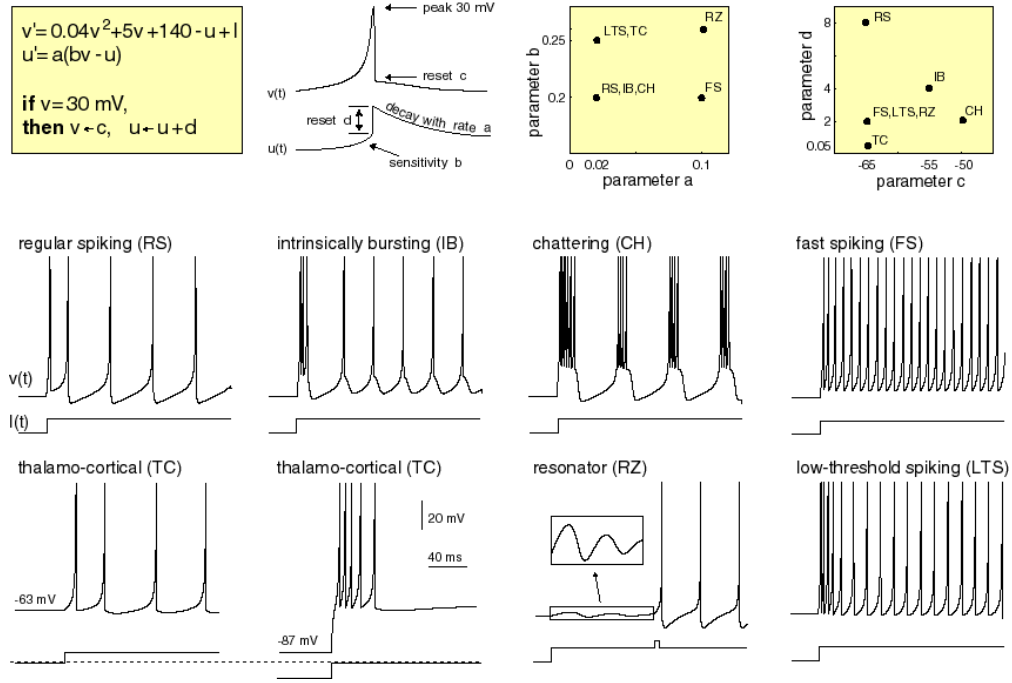 v'= 0.04v²+5v +140 - u + I
u'= a(bv - u)
if v = 30 mV,
then v←c, u←u + d
peak 30 mV
reset c
v(t)
reset d
decay with rate a
u(t)
sensitivity b
parameter b
0.25
0.2
LTS,TC
RZ
RS,IB,CH
FS
0
0.02
0.1
parameter a
parameter d
8
4
2
0.05
RS
IB
FS,LTS,RZ
CH
TC
-65
-55
-50
parameter c
regular spiking (RS)
intrinsically bursting (IB)
chattering (CH)
fast spiking (FS)
v(t)
I(t)
thalamo-cortical (TC)
thalamo-cortical (TC)
resonator (RZ)
low-threshold spiking (LTS)
20 mV
40 ms
-63 mV
-87 mV